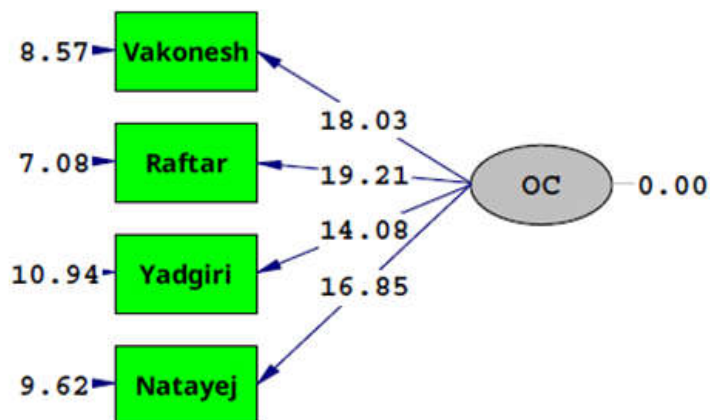 8.57 Vakonesh
18.03
7.08 Raftar
19.21
OC 0.00
14.08
10.94 Yadgiri
16.85
9.62 Natayej